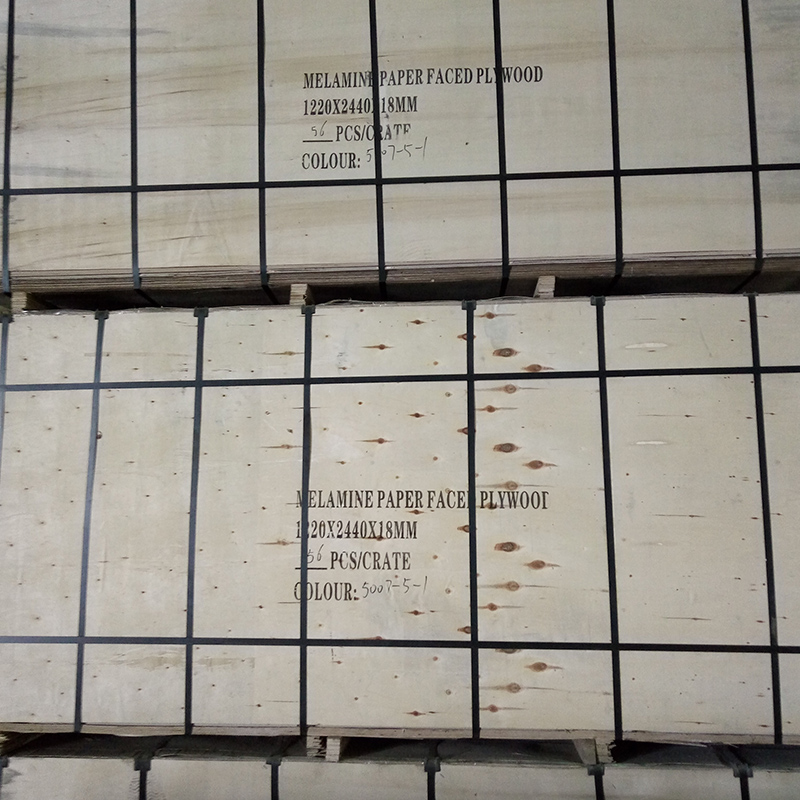 MELAMINE PAPER FACED PLYWOOD
1220X2440X18MM
56 PCS/CRATE
COLOUR: 5007-5-1
MELAMINE PAPER FACED PLYWOOD
1220X2440X18MM
56 PCS/CRATE
COLOUR: 5007-5-1